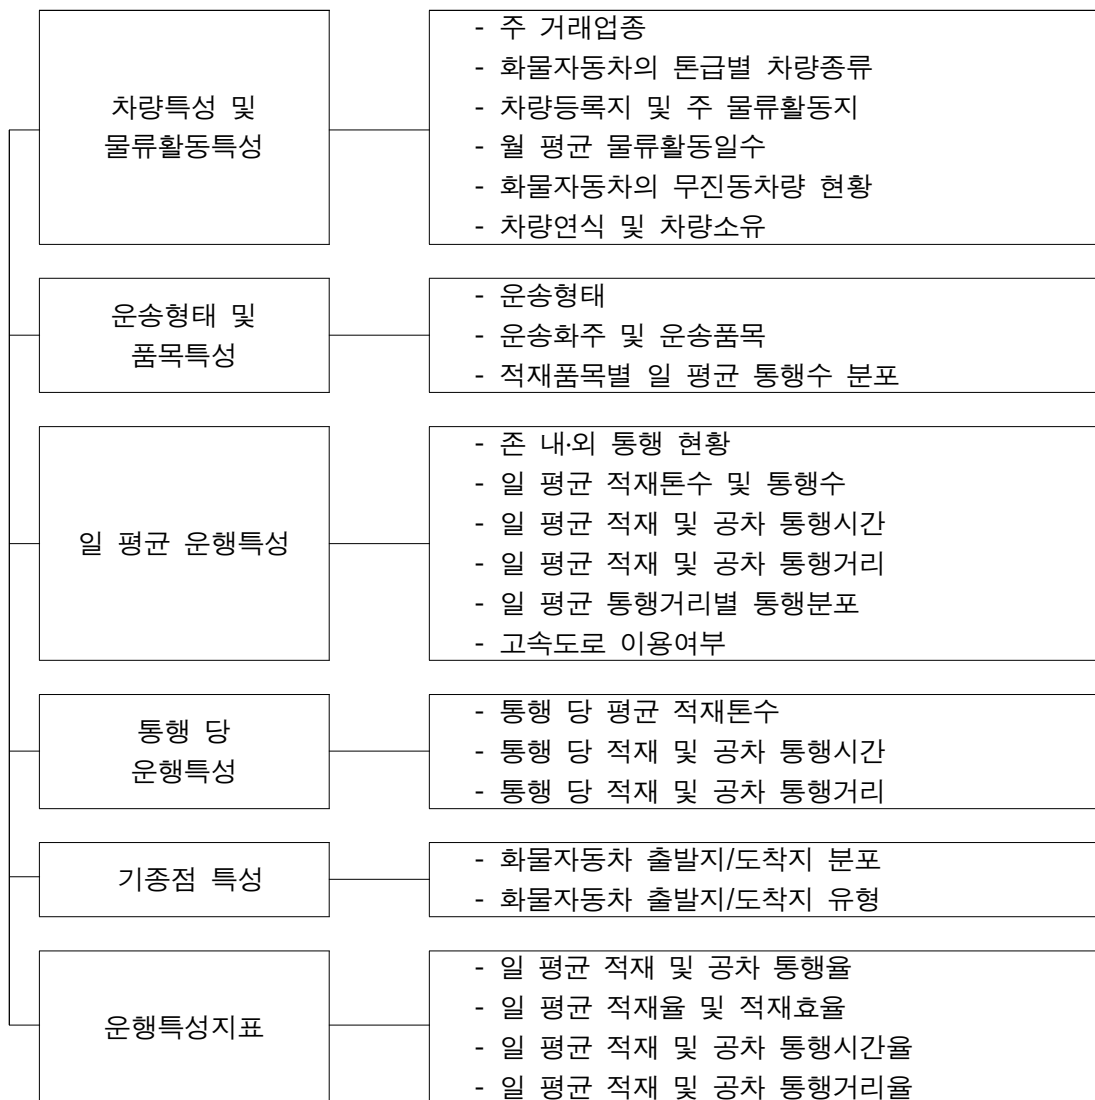 차량특성 및
물류활동특성
- 주 거래업종
- 화물자동차의 톤급별 차량종류
- 차량등록지 및 주 물류활동지
- 월 평균 물류활동일수
- 화물자동차의 무진동차량 현황
- 차량연식 및 차량소유
운송형태 및
품목특성
- 운송형태
- 운송화주 및 운송품목
- 적재품목별 일 평균 통행수 분포
일 평균 운행특성
- 존 내·외 통행 현황
- 일 평균 적재톤수 및 통행수
- 일 평균 적재 및 공차 통행시간
- 일 평균 적재 및 공차 통행거리
- 일 평균 통행거리별 통행분포
- 고속도로 이용여부
통행 당
운행특성
- 통행 당 평균 적재톤수
- 통행 당 적재 및 공차 통행시간
- 통행 당 적재 및 공차 통행거리
기종점 특성
- 화물자동차 출발지/도착지 분포
- 화물자동차 출발지/도착지 유형
운행특성지표
- 일 평균 적재 및 공차 통행율
- 일 평균 적재율 및 적재효율
- 일 평균 적재 및 공차 통행시간율
- 일 평균 적재 및 공차 통행거리율